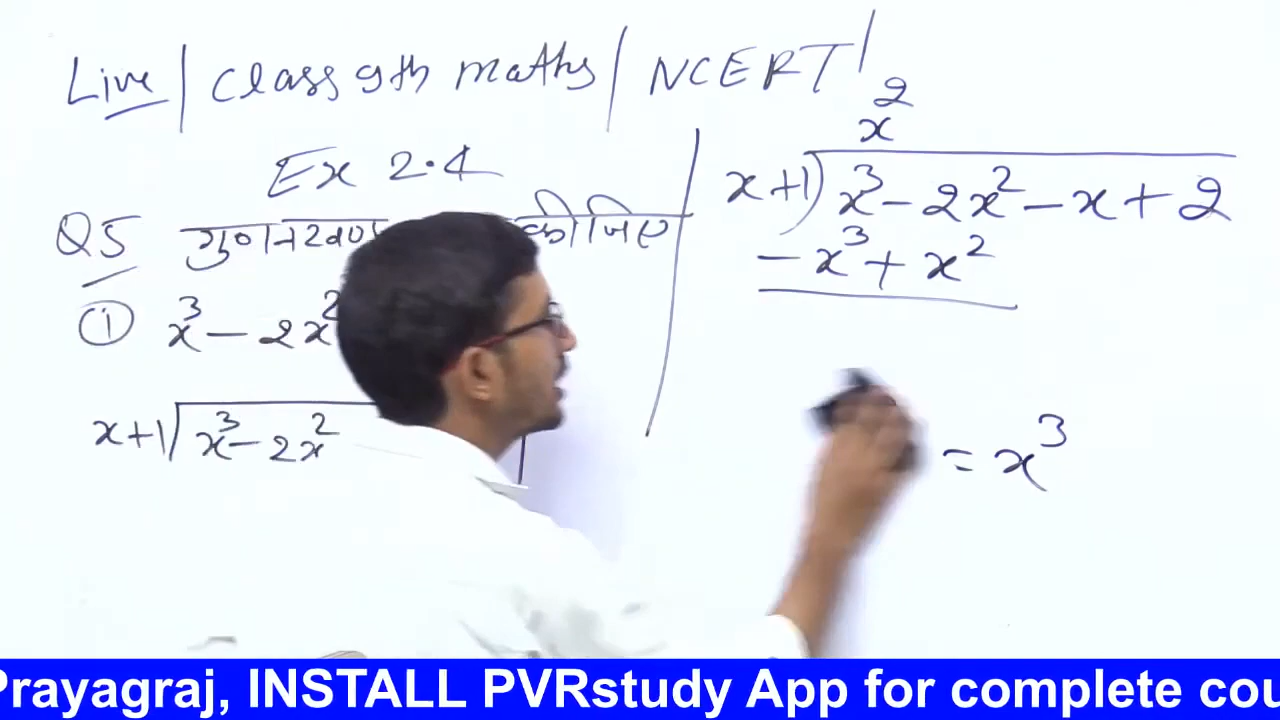 Live / Class 9th maths / NCERT /
Ex 2.4
Q5 कीजिए
① x³ - 2x²
x+1 x³ - 2x²
x²
x+1) x³ - 2x² - x + 2
- x³ + x²
= x³
Prayagraj, INSTALL PVRstudy App for complete cou